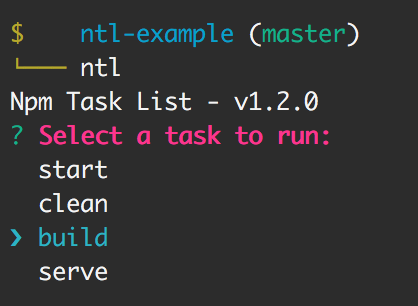 $ ntl-example (master)
└── ntl
Npm Task List - v1.2.0
? Select a task to run:
start
clean
❯ build
serve